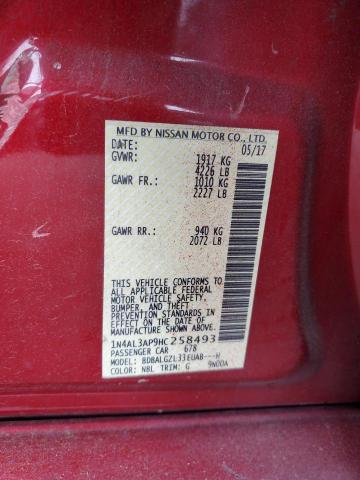 MFD BY NISSAN MOTOR CO., LTD.
DATE: 05/17
GVWR: 1917 KG
4226 LB
GAWR FR.: 1010 KG
2227 LB
GAWR RR.: 940 KG
2072 LB
THIS VEHICLE CONFORMS TO
ALL APPLICABLE FEDERAL
MOTOR VEHICLE SAFETY,
BUMPER, AND THEFT
PREVENTION STANDARDS IN
EFFECT ON THE DATE OF
MANUFACTURE SHOWN ABOVE.
1N4AL3AP9HC258493
PASSENGER CAR 678
MODEL: BDBALGZL33EUAB---H
COLOR: NBL TRIM: G 9N00A